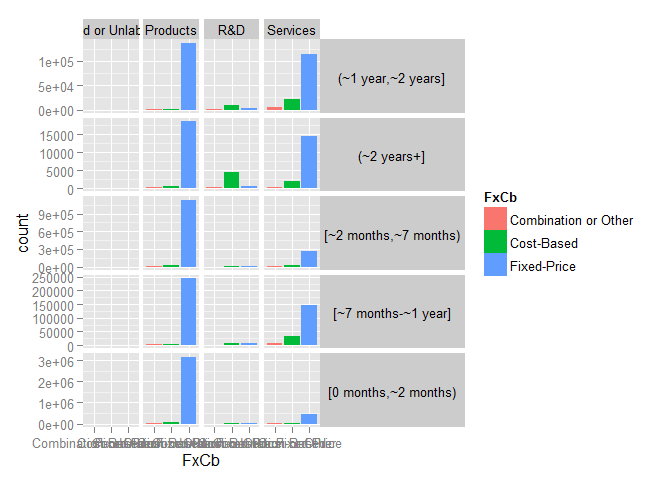 d or Unlab Products R&D Services
1e+05
5e+04
0e+00
(~1 year,~2 years]
15000
10000
5000
0
(~2 years+]
9e+05
6e+05
3e+05
0e+00
[~2 months,~7 months)
250000
200000
150000
100000
50000
0
[~7 months-~1 year]
3e+06
2e+06
1e+06
0e+00
[0 months,~2 months)
count
FxCb
FxCb
Combination or Other
Cost-Based
Fixed-Price